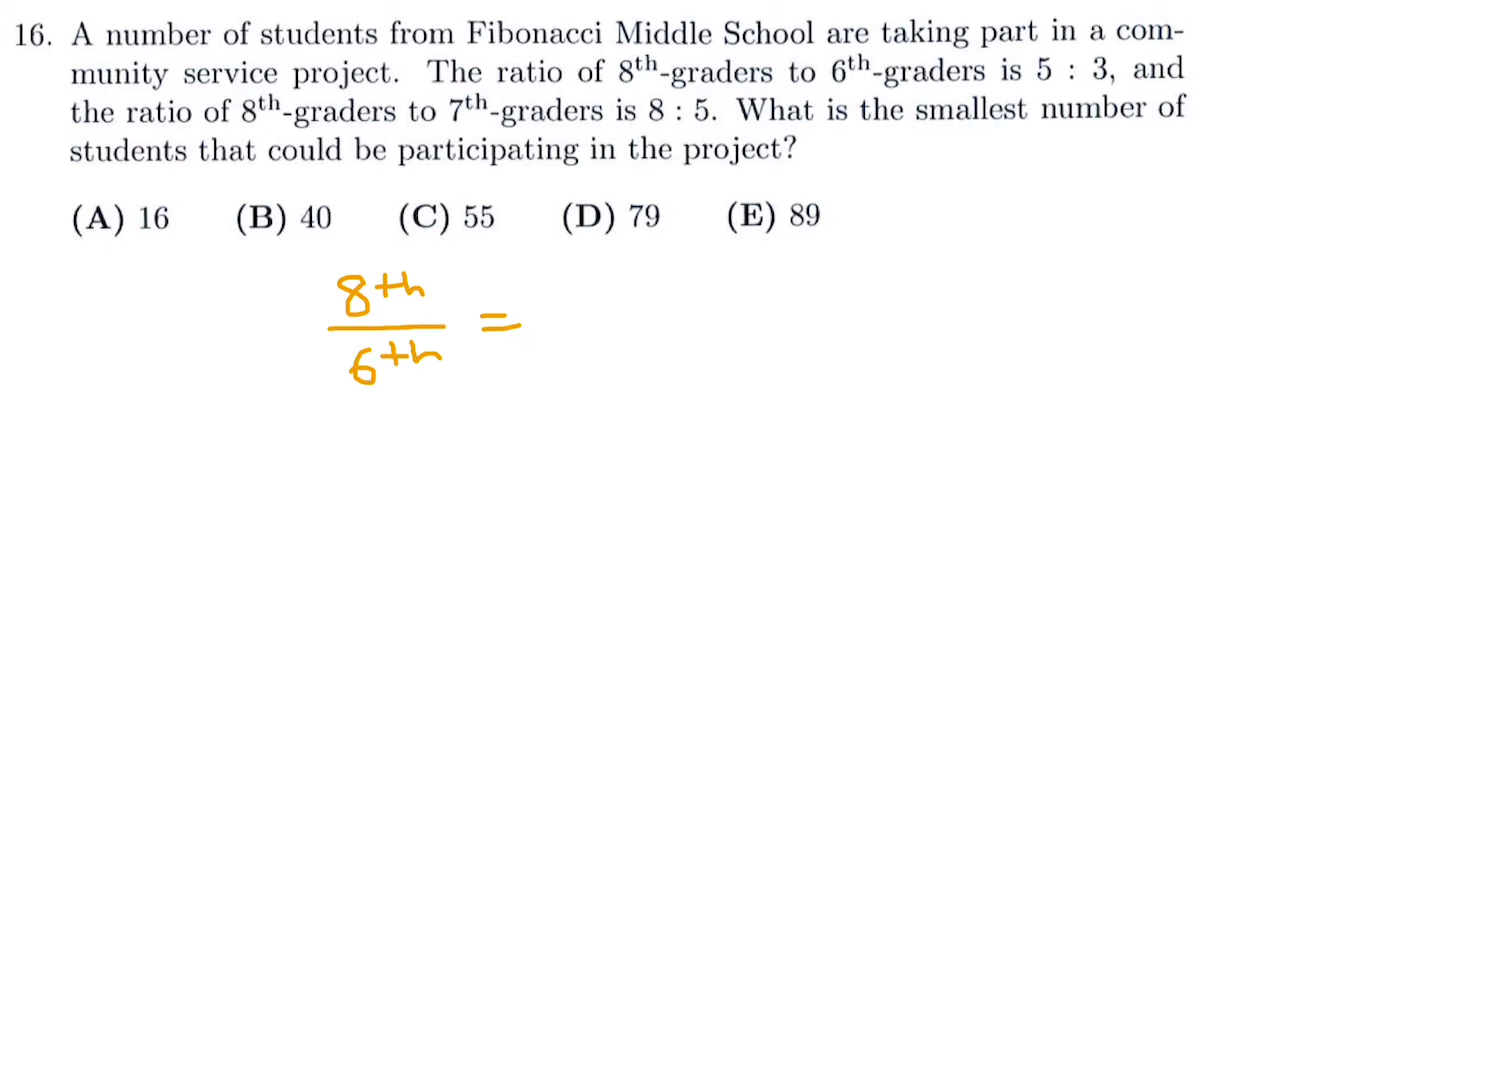 16. A number of students from Fibonacci Middle School are taking part in a com-
munity service project. The ratio of 8th-graders to 6th-graders is 5 : 3, and
the ratio of 8th-graders to 7th-graders is 8 : 5. What is the smallest number of
students that could be participating in the project?
(A) 16 (B) 40 (C) 55 (D) 79 (E) 89
8th
6th =